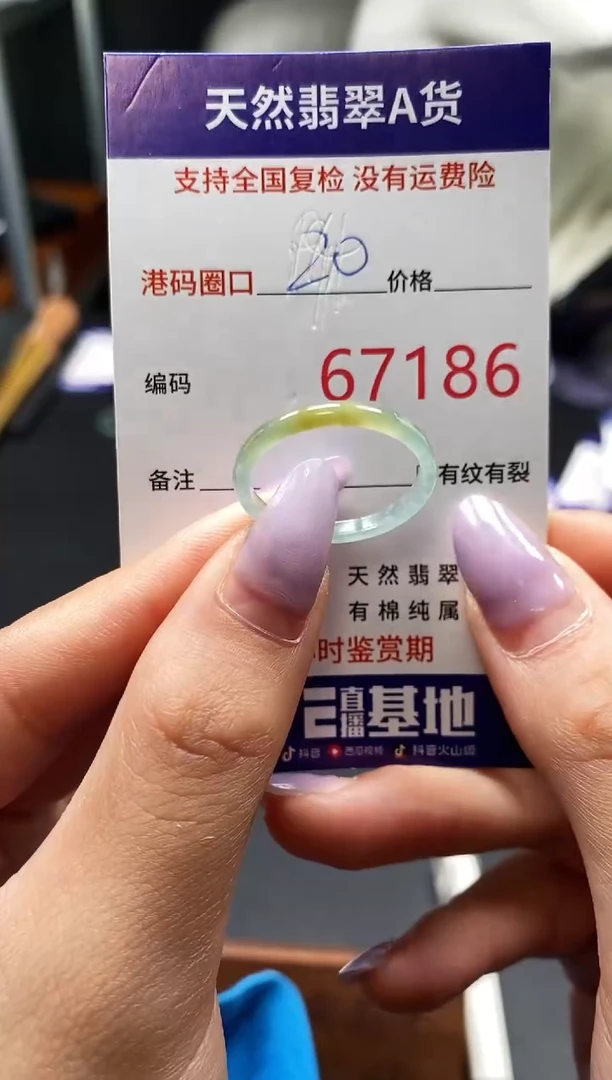 天然翡翠A货
支持全国复检 没有运费险
港码圈口 20 价格
编码 67186
备注 有纹有裂
天然翡翠
有棉纯属
时鉴赏期
直播基地
抖音 西瓜视频 抖音火山